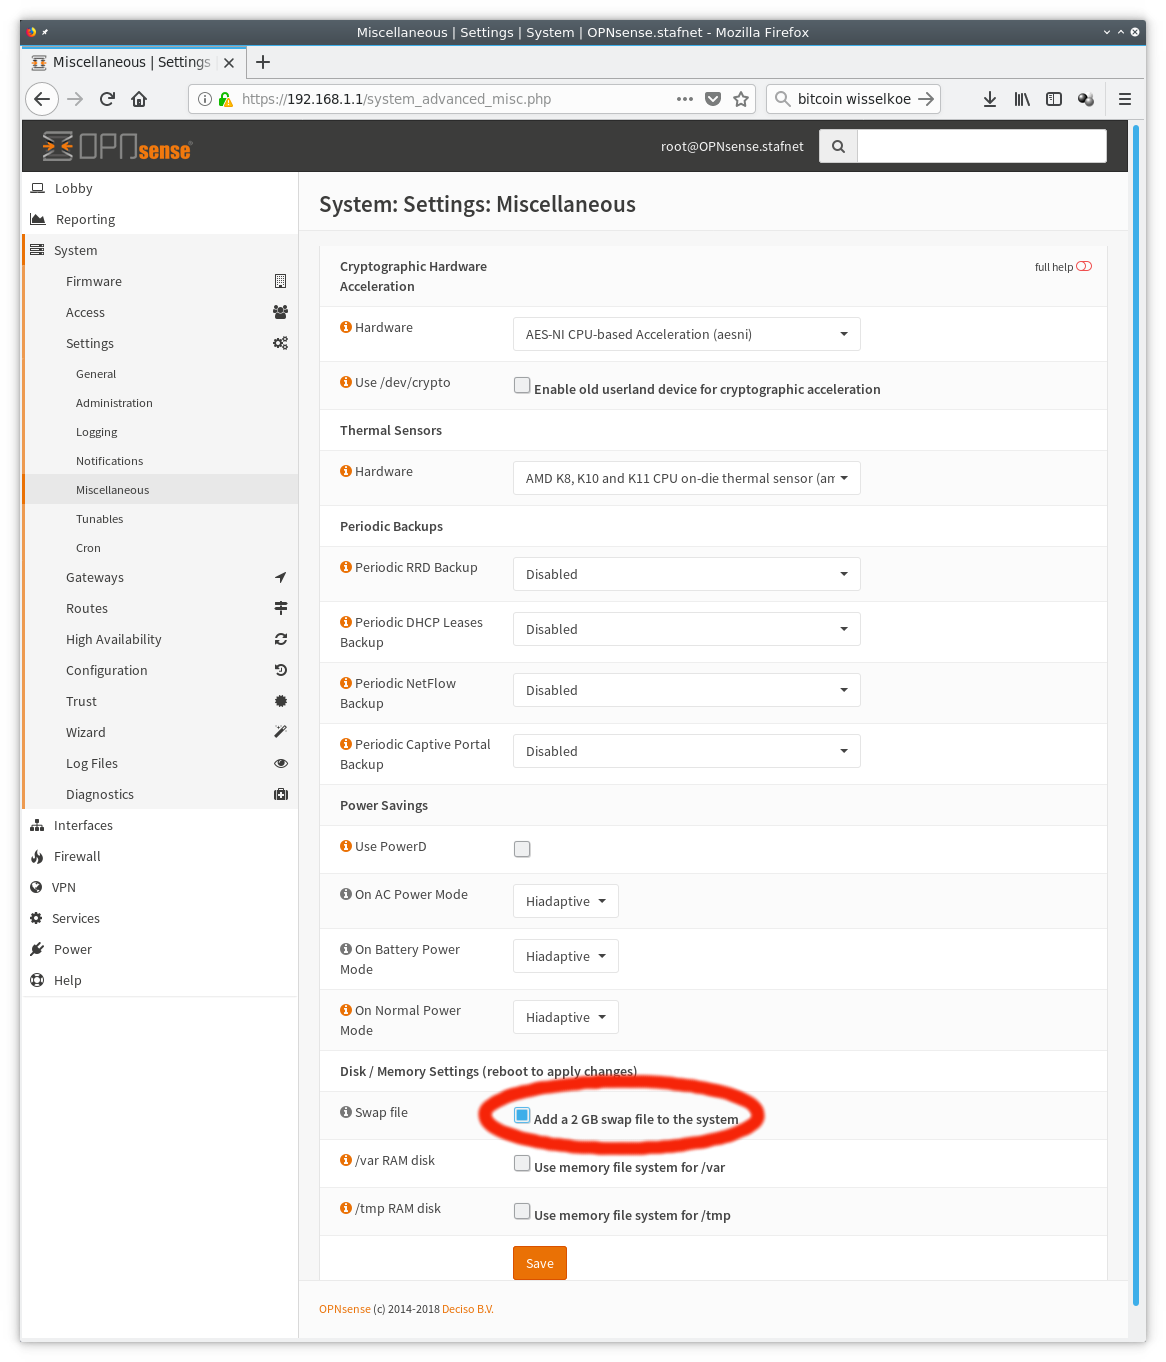 Miscellaneous | Settings | System | OPNsense.stafnet - Mozilla Firefox
Miscellaneous | Settings
https://192.168.1.1/system_advanced_misc.php
bitcoin wisselkoe
OPNsense
root@OPNsense.stafnet
Lobby
Reporting
System
Firmware
Access
Settings
General
Administration
Logging
Notifications
Miscellaneous
Tunables
Cron
Gateways
Routes
High Availability
Configuration
Trust
Wizard
Log Files
Diagnostics
Interfaces
Firewall
VPN
Services
Power
Help
System: Settings: Miscellaneous
Cryptographic Hardware
Acceleration
full help
Hardware
AES-NI CPU-based Acceleration (aesni)
Use /dev/crypto
Enable old userland device for cryptographic acceleration
Thermal Sensors
Hardware
AMD K8, K10 and K11 CPU on-die thermal sensor (am
Periodic Backups
Periodic RRD Backup
Disabled
Periodic DHCP Leases
Backup
Disabled
Periodic NetFlow
Backup
Disabled
Periodic Captive Portal
Backup
Disabled
Power Savings
Use PowerD
On AC Power Mode
Hiadaptive
On Battery Power
Mode
Hiadaptive
On Normal Power
Mode
Hiadaptive
Disk / Memory Settings (reboot to apply changes)
Swap file
Add a 2 GB swap file to the system
/var RAM disk
Use memory file system for /var
/tmp RAM disk
Use memory file system for /tmp
Save
OPNsense (c) 2014-2018 Deciso B.V.